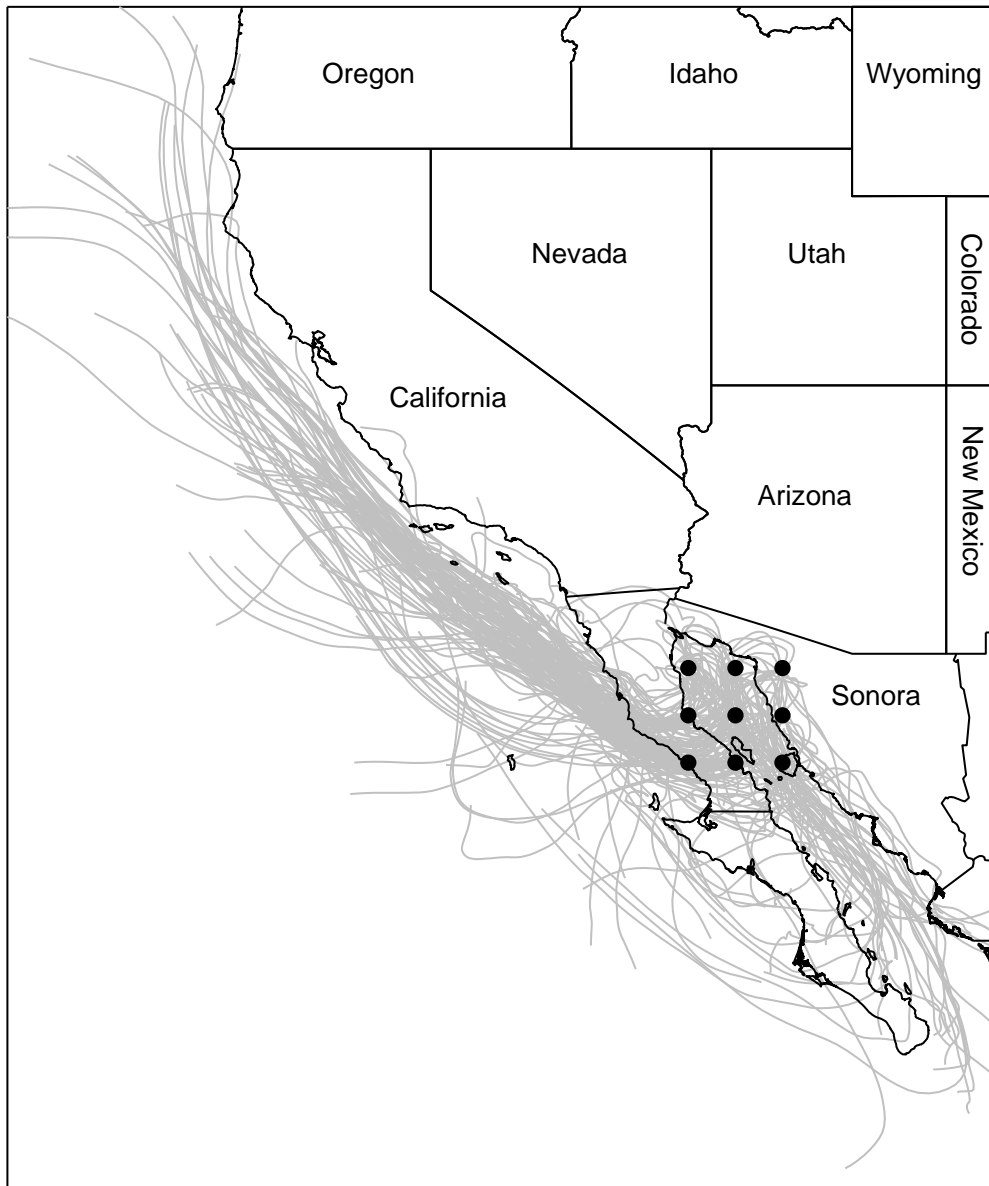 Oregon
Idaho
Wyoming
Nevada
Utah
Colorado
California
Arizona
New Mexico
Sonora